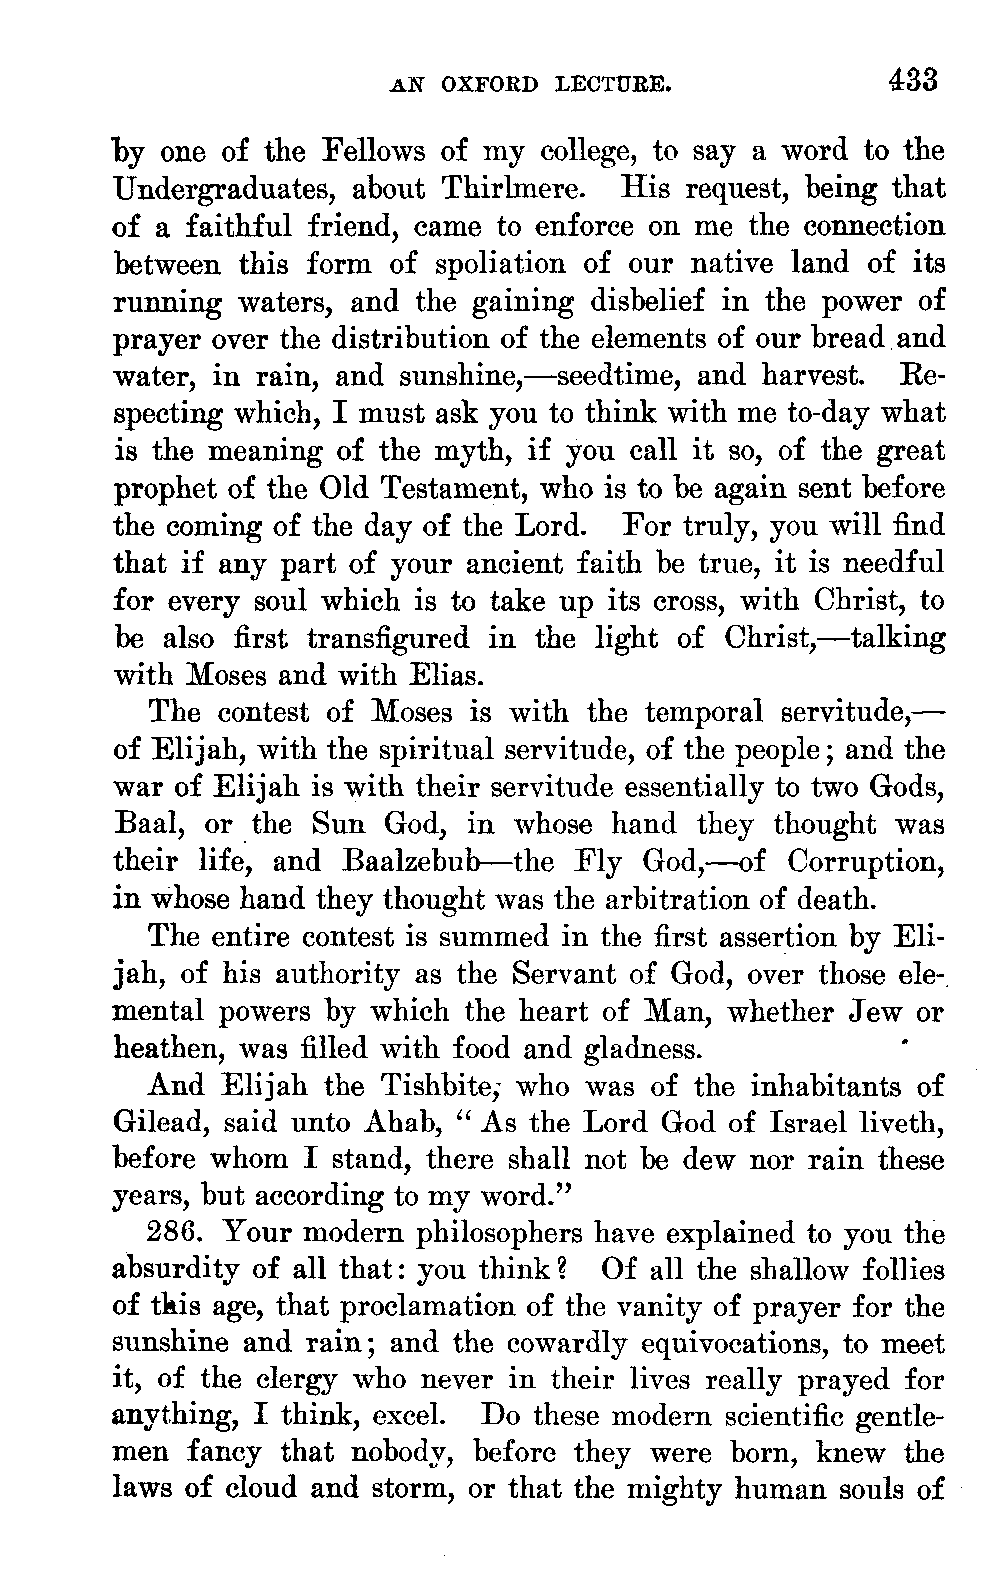 AN OXFORD LECTURE. 433
by one of the Fellows of my college, to say a word to the
Undergraduates, about Thirlmere. His request, being that
of a faithful friend, came to enforce on me the connection
between this form of spoliation of our native land of its
running waters, and the gaining disbelief in the power of
prayer over the distribution of the elements of our bread and
water, in rain, and sunshine,—seedtime, and harvest. Re-
specting which, I must ask you to think with me to-day what
is the meaning of the myth, if you call it so, of the great
prophet of the Old Testament, who is to be again sent before
the coming of the day of the Lord. For truly, you will find
that if any part of your ancient faith be true, it is needful
for every soul which is to take up its cross, with Christ, to
be also first transfigured in the light of Christ,—talking
with Moses and with Elias.
The contest of Moses is with the temporal servitude,—
of Elijah, with the spiritual servitude, of the people; and the
war of Elijah is with their servitude essentially to two Gods,
Baal, or the Sun God, in whose hand they thought was
their life, and Baalzebub—the Fly God,—of Corruption,
in whose hand they thought was the arbitration of death.
The entire contest is summed in the first assertion by Eli-
jah, of his authority as the Servant of God, over those ele-
mental powers by which the heart of Man, whether Jew or
heathen, was filled with food and gladness.
And Elijah the Tishbite, who was of the inhabitants of
Gilead, said unto Ahab, “ As the Lord God of Israel liveth,
before whom I stand, there shall not be dew nor rain these
years, but according to my word.”
286. Your modern philosophers have explained to you the
absurdity of all that: you think? Of all the shallow follies
of this age, that proclamation of the vanity of prayer for the
sunshine and rain; and the cowardly equivocations, to meet
it, of the clergy who never in their lives really prayed for
anything, I think, excel. Do these modern scientific gentle-
men fancy that nobody, before they were born, knew the
laws of cloud and storm, or that the mighty human souls of